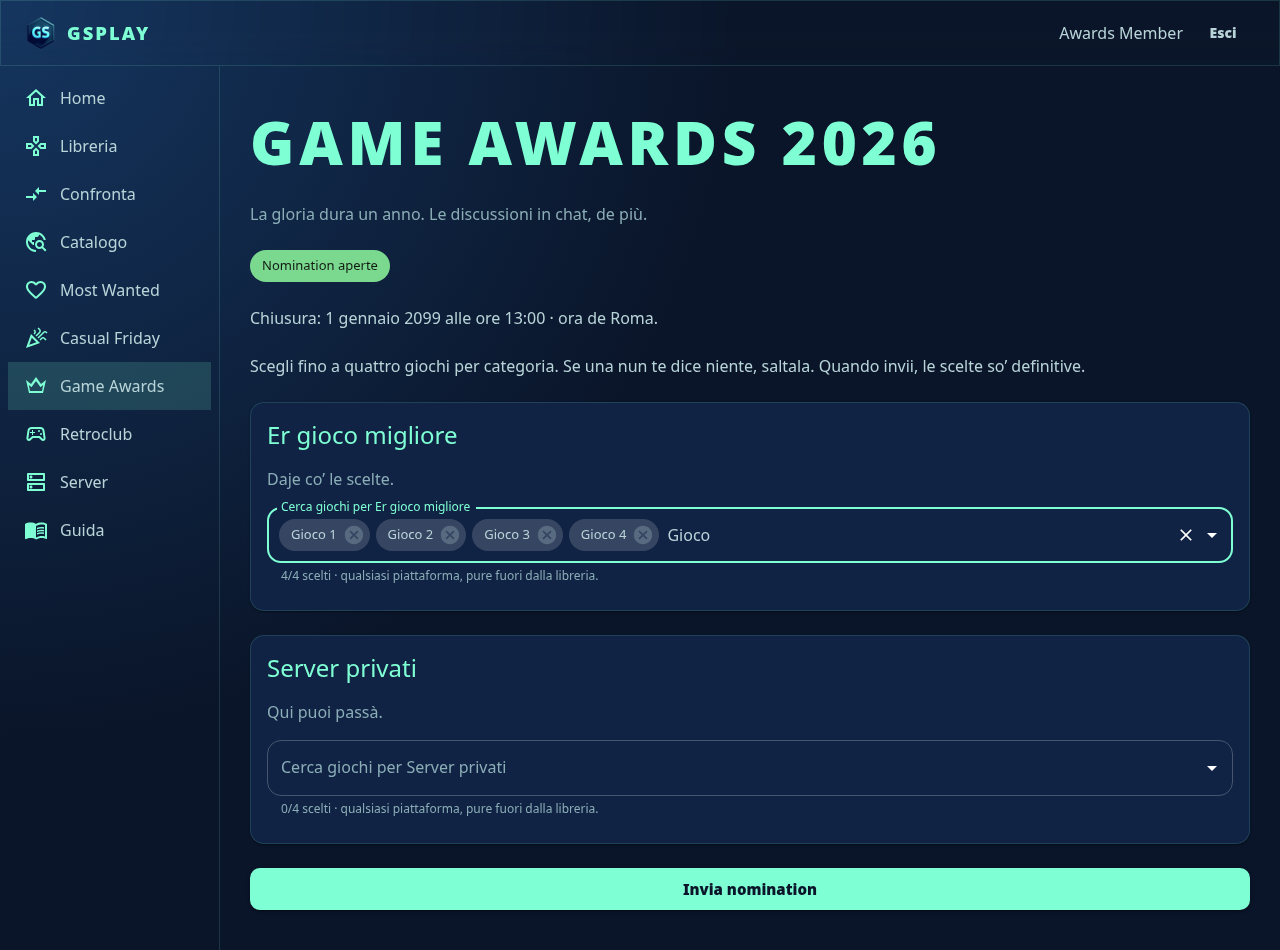 GS GSPLAY
Awards Member
Esci
Home
Libreria
Confronta
Catalogo
Most Wanted
Casual Friday
Game Awards
Retroclub
Server
Guida
GAME AWARDS 2026
La gloria dura un anno. Le discussioni in chat, de più.
Nomination aperte
Chiusura: 1 gennaio 2099 alle ore 13:00 · ora de Roma.
Scegli fino a quattro giochi per categoria. Se una nun te dice niente, saltala. Quando invii, le scelte so’ definitive.
Er gioco migliore
Daje co’ le scelte.
Cerca giochi per Er gioco migliore
Gioco 1 Gioco 2 Gioco 3 Gioco 4 Gioco
4/4 scelti · qualsiasi piattaforma, pure fuori dalla libreria.
Server privati
Qui puoi passà.
Cerca giochi per Server privati
0/4 scelti · qualsiasi piattaforma, pure fuori dalla libreria.
Invia nomination